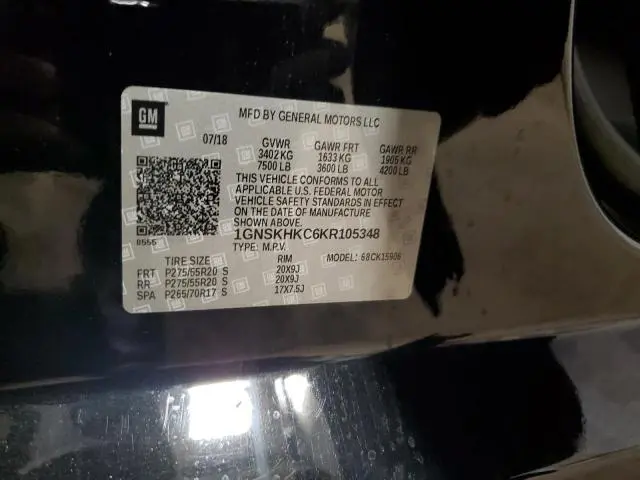 GM
MFD BY GENERAL MOTORS LLC
07/18
GVWR GAWR FRT GAWR RR
3402 KG 1633 KG 1905 KG
7500 LB 3600 LB 4200 LB
THIS VEHICLE CONFORMS TO ALL
APPLICABLE U.S. FEDERAL MOTOR
VEHICLE SAFETY STANDARDS IN EFFECT
ON THE DATE OF MANUFACTURE
SHOWN ABOVE.
8555
1GNSKHKC6KR105348
TYPE: M.P.V. MODEL: 68CK15906
TIRE SIZE RIM
FRT P275/55R20 S 20X9J
RR P275/55R20 S 20X9J
SPA P265/70R17 S 17X7.5J